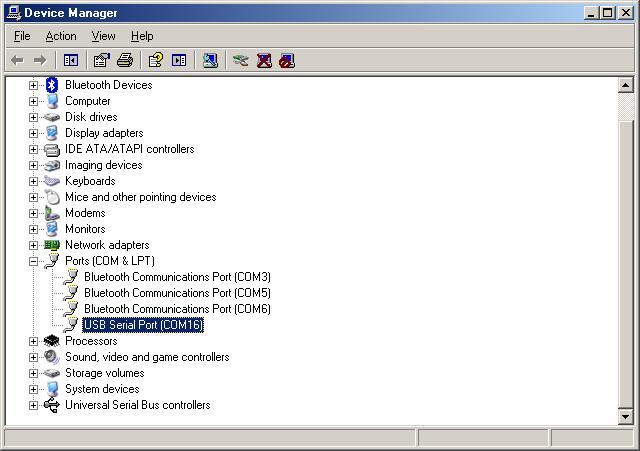 Device Manager
File Action View Help
Bluetooth Devices
Computer
Disk drives
Display adapters
IDE ATA/ATAPI controllers
Imaging devices
Keyboards
Mice and other pointing devices
Modems
Monitors
Network adapters
Ports (COM & LPT)
Bluetooth Communications Port (COM3)
Bluetooth Communications Port (COM5)
Bluetooth Communications Port (COM6)
USB Serial Port (COM16)
Processors
Sound, video and game controllers
Storage volumes
System devices
Universal Serial Bus controllers